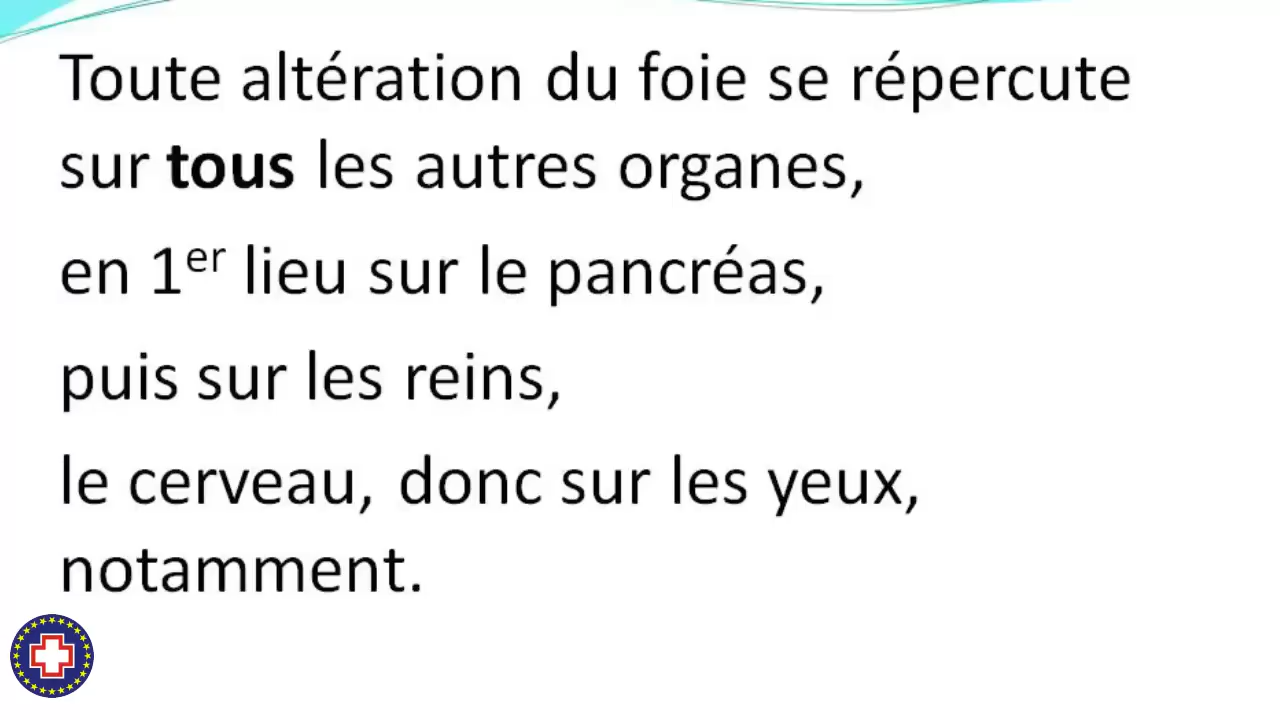 Toute altération du foie se répercute
sur tous les autres organes,
en 1er lieu sur le pancréas,
puis sur les reins,
le cerveau, donc sur les yeux,
notamment.